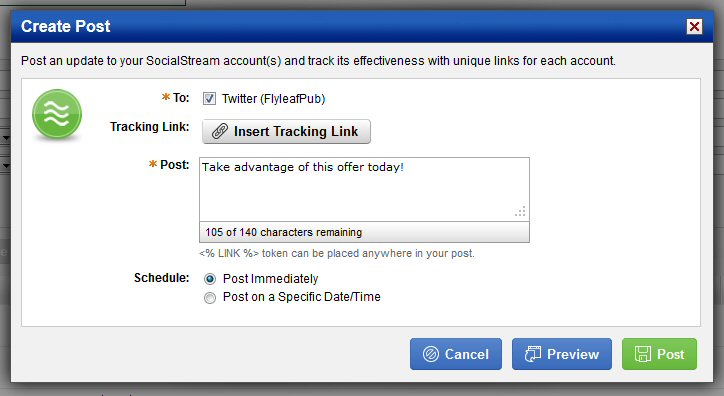 Create Post
Post an update to your SocialStream account(s) and track its effectiveness with unique links for each account.
* To: Twitter (FlyleafPub)
Tracking Link: Insert Tracking Link
* Post: Take advantage of this offer today!
105 of 140 characters remaining
<% LINK %> token can be placed anywhere in your post.
Schedule: Post Immediately
Post on a Specific Date/Time
Cancel Preview Post